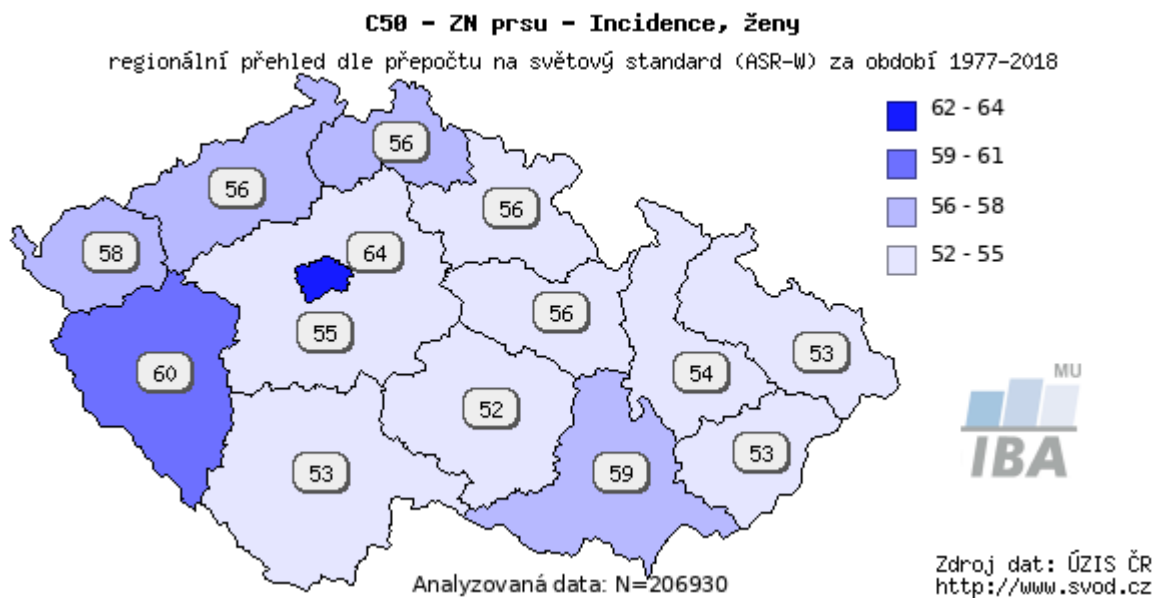 C50 - ZN prsu - Incidence, ženy
regionální přehled dle přepočtu na světový standard (ASR-W) za období 1977-2018
62 - 64
59 - 61
56 - 58
52 - 55
56
56
56
58
64
56
55
53
60
54
52
53
53
59
MU
IBA
Analyzovaná data: N=206930
Zdroj dat: ÚZIS ČR
http://www.svod.cz